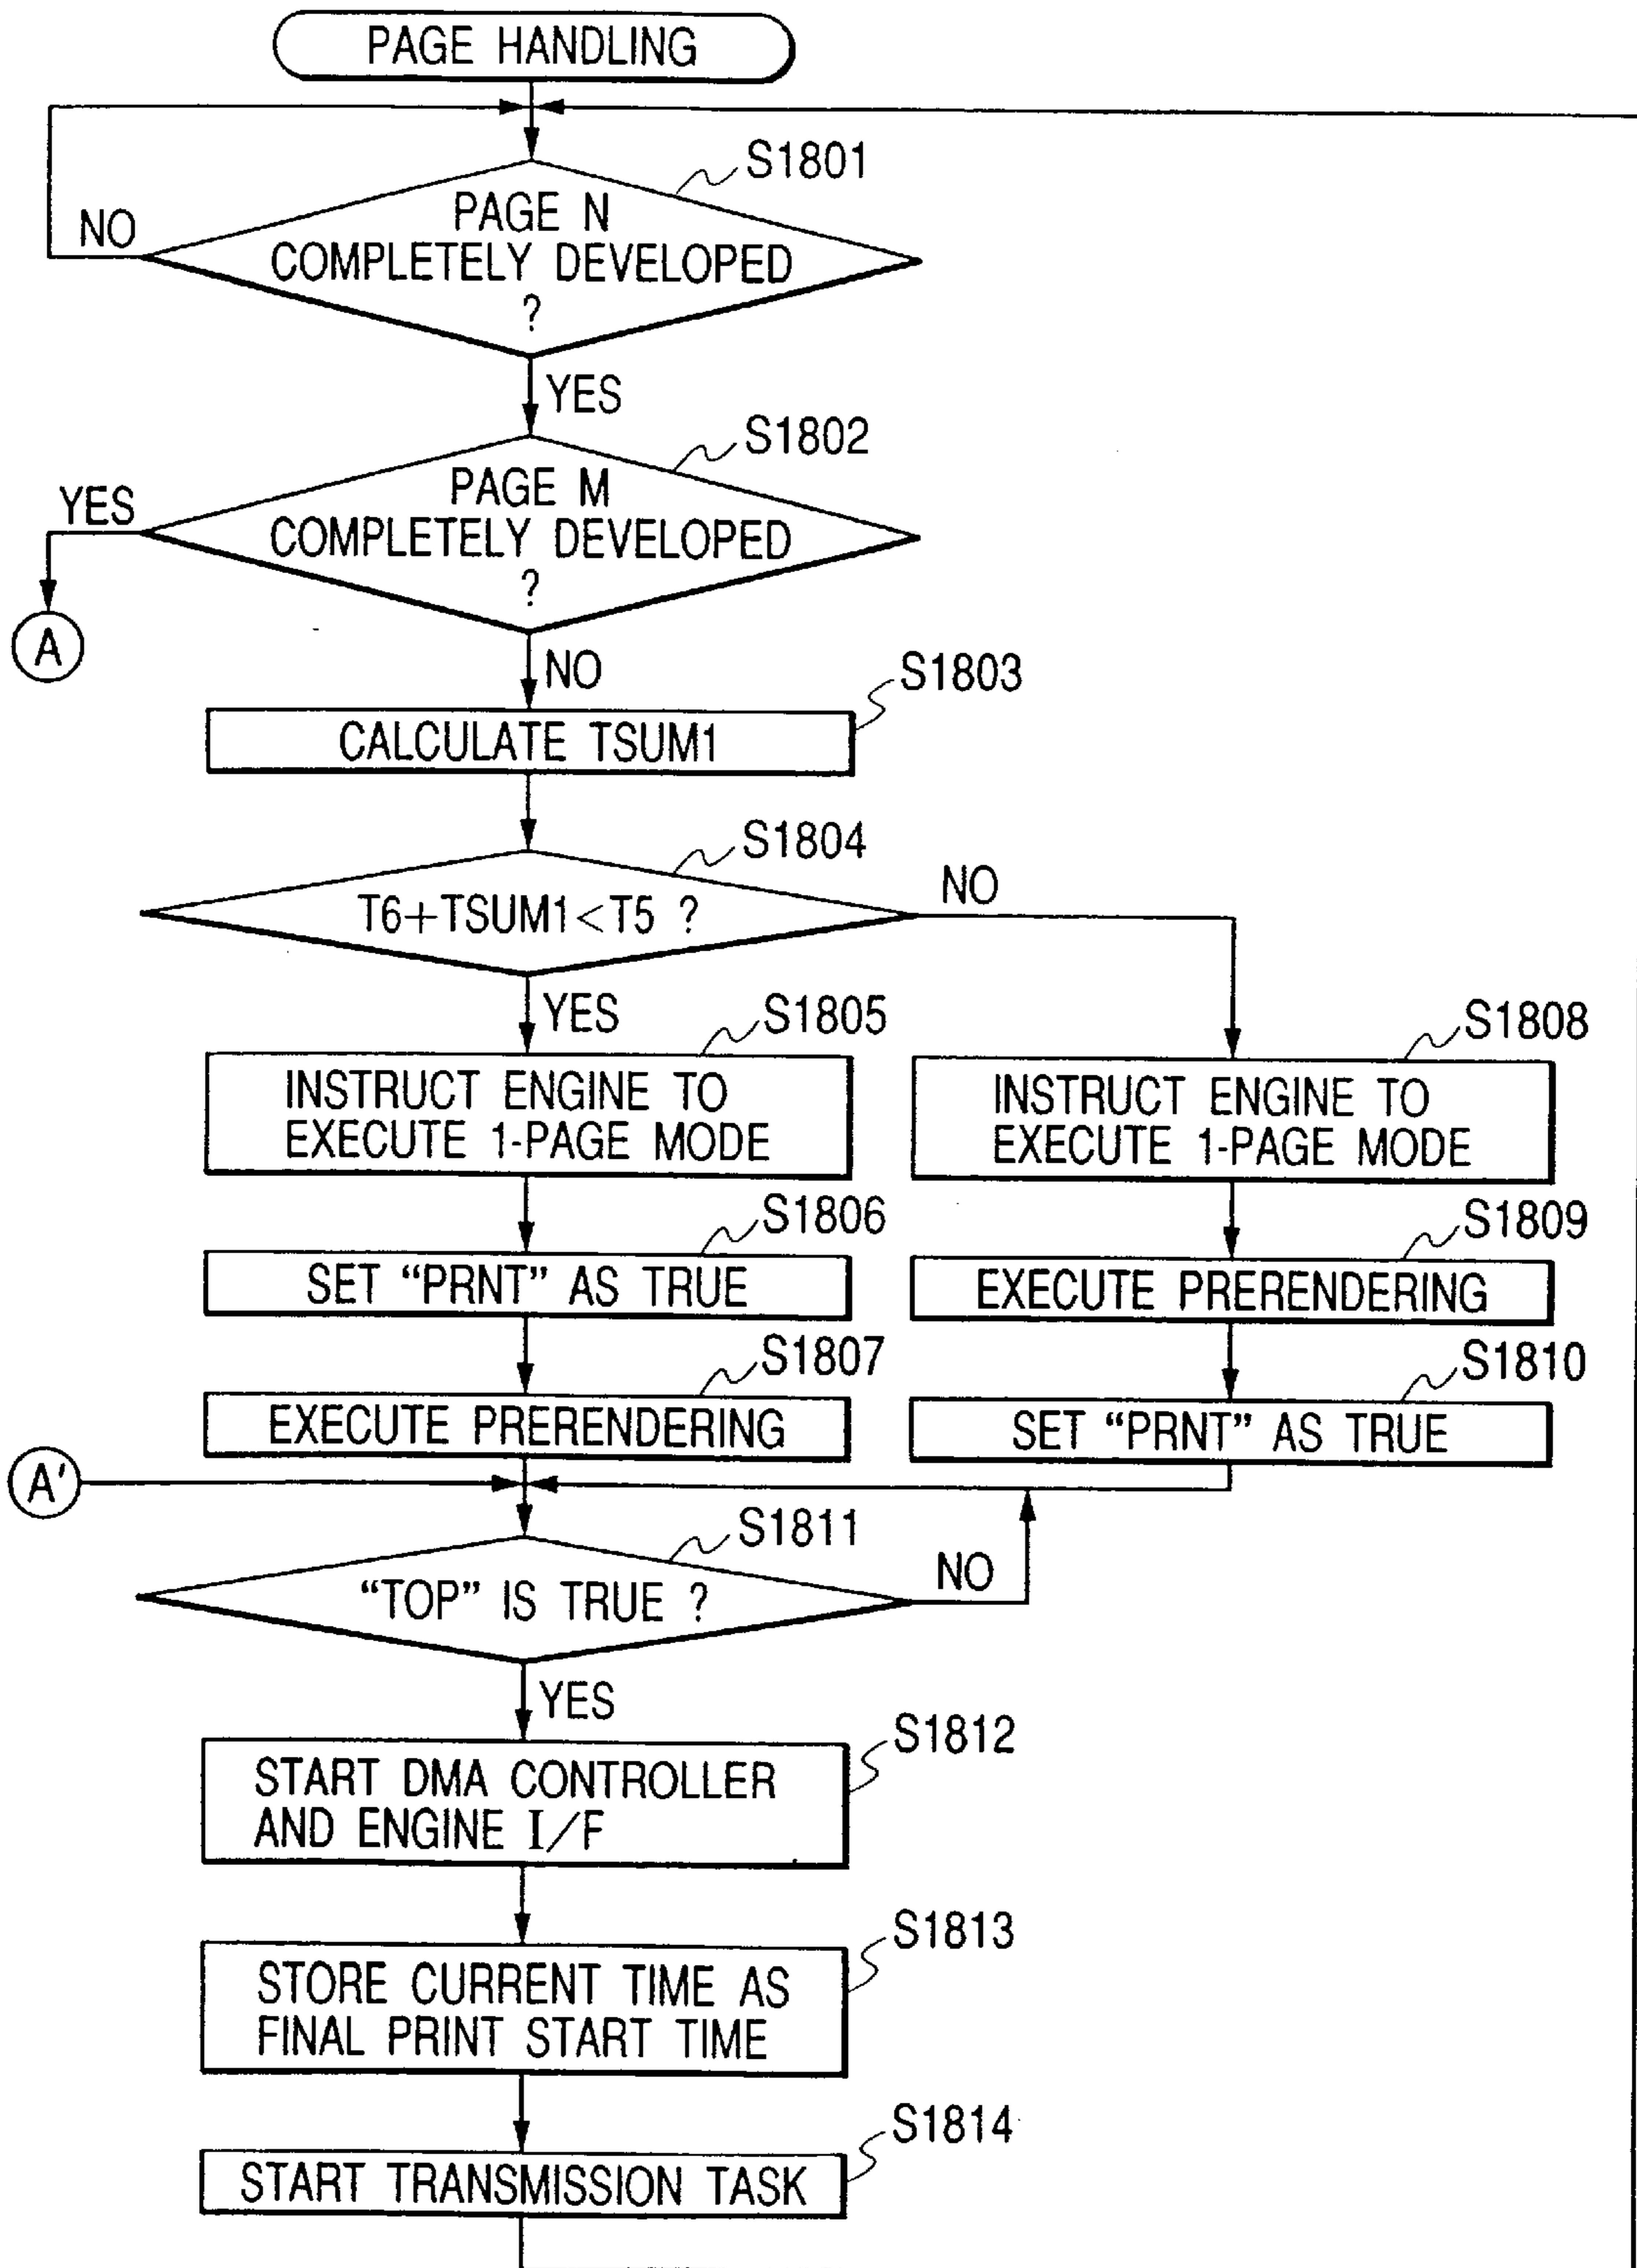 PAGE HANDLING
S1801
PAGE N
COMPLETELY DEVELOPED
?
NO
YES
S1802
PAGE M
COMPLETELY DEVELOPED
?
YES
A
NO
S1803
CALCULATE TSUM1
S1804
T6+TSUM1<T5 ?
NO
YES
S1805
INSTRUCT ENGINE TO
EXECUTE 1-PAGE MODE
S1808
INSTRUCT ENGINE TO
EXECUTE 1-PAGE MODE
S1806
SET “PRNT” AS TRUE
S1809
EXECUTE PRERENDERING
S1807
EXECUTE PRERENDERING
S1810
SET “PRNT” AS TRUE
A'
S1811
“TOP” IS TRUE ?
NO
YES
S1812
START DMA CONTROLLER
AND ENGINE I/F
S1813
STORE CURRENT TIME AS
FINAL PRINT START TIME
S1814
START TRANSMISSION TASK